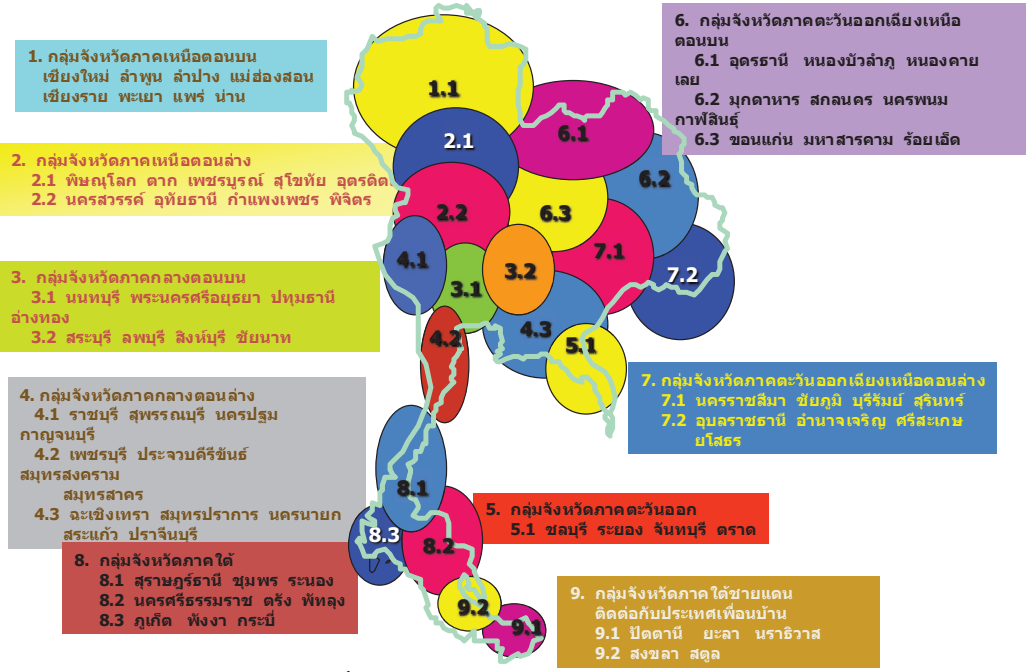 1. กลุ่มจังหวัดภาคเหนือตอนบน
เชียงใหม่ ลำพูน ลำปาง แม่ฮ่องสอน
เชียงราย พะเยา แพร่ น่าน
2. กลุ่มจังหวัดภาคเหนือตอนล่าง
2.1 พิษณุโลก ตาก เพชรบูรณ์ สุโขทัย อุตรดิต
2.2 นครสวรรค์ อุทัยธานี กำแพงเพชร พิจิตร
3. กลุ่มจังหวัดภาคกลางตอนบน
3.1 นนทบุรี พระนครศรีอยุธยา ปทุมธานี
อ่างทอง
3.2 สระบุรี ลพบุรี สิงห์บุรี ชัยนาท
4. กลุ่มจังหวัดภาคกลางตอนล่าง
4.1 ราชบุรี สุพรรณบุรี นครปฐม
กาญจนบุรี
4.2 เพชรบุรี ประจวบคีรีขันธ์
สมุทรสงคราม
สมุทรสาคร
4.3 ฉะเชิงเทรา สมุทรปราการ นครนายก
สระแก้ว ปราจีนบุรี
8. กลุ่มจังหวัดภาคใต้
8.1 สุราษฎร์ธานี ชุมพร ระนอง
8.2 นครศรีธรรมราช ตรัง พัทลุง
8.3 ภูเก็ต พังงา กระบี่
1.1
2.1
6.1
6.2
2.2
6.3
7.1
4.1
3.1
3.2
7.2
4.2
4.3
5.1
8.1
8.3
8.2
9.2
9.1
6. กลุ่มจังหวัดภาคตะวันออกเฉียงเหนือ
ตอนบน
6.1 อุดรธานี หนองบัวลำภู หนองคาย
เลย
6.2 มุกดาหาร สกลนคร นครพนม
กาฬสินธุ์
6.3 ขอนแก่น มหาสารคาม ร้อยเอ็ด
7. กลุ่มจังหวัดภาคตะวันออกเฉียงเหนือตอนล่าง
7.1 นครราชสีมา ชัยภูมิ บุรีรัมย์ สุรินทร์
7.2 อุบลราชธานี อำนาจเจริญ ศรีสะเกษ
ยโสธร
5. กลุ่มจังหวัดภาคตะวันออก
5.1 ชลบุรี ระยอง จันทบุรี ตราด
9. กลุ่มจังหวัดภาคใต้ชายแดน
ติดต่อกับประเทศเพื่อนบ้าน
9.1 ปัตตานี ยะลา นราธิวาส
9.2 สงขลา สตูล